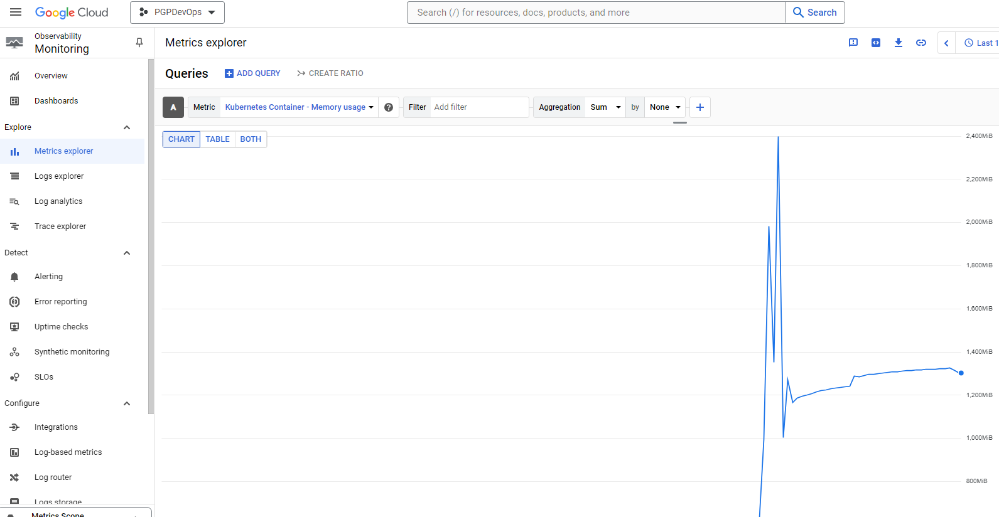 Google Cloud
PGPDevOps
Search (/) for resources, docs, products, and more
Search
Observability
Monitoring
Metrics explorer
Last 1
Overview
Dashboards
Explore
Metrics explorer
Logs explorer
Log analytics
Trace explorer
Detect
Alerting
Error reporting
Uptime checks
Synthetic monitoring
SLOs
Configure
Integrations
Log-based metrics
Log router
Logs storage
Metrics Scope
Queries
ADD QUERY
CREATE RATIO
A
Metric
Kubernetes Container - Memory usage
Filter
Add filter
Aggregation
Sum
by
None
CHART
TABLE
BOTH
2,400MiB
2,200MiB
2,000MiB
1,800MiB
1,600MiB
1,400MiB
1,200MiB
1,000MiB
800MiB